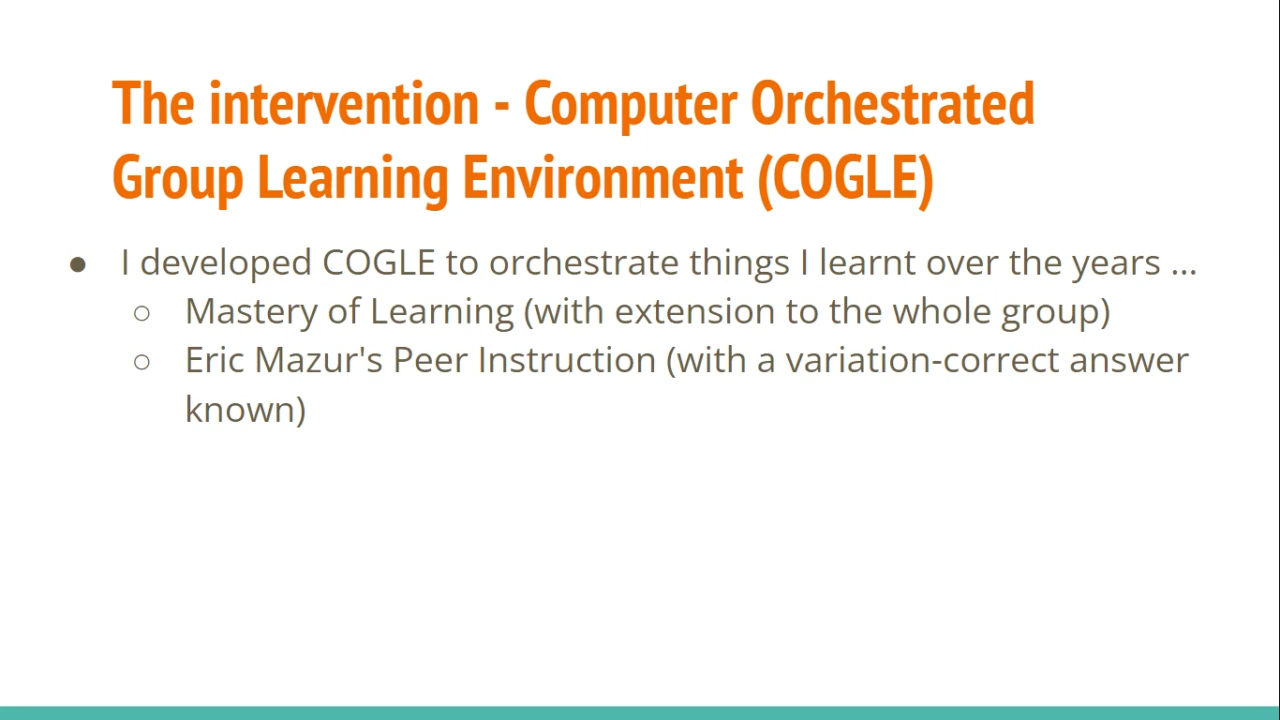 The intervention - Computer Orchestrated
Group Learning Environment (COGLE)
● I developed COGLE to orchestrate things I learnt over the years ...
○ Mastery of Learning (with extension to the whole group)
○ Eric Mazur's Peer Instruction (with a variation-correct answer
known)